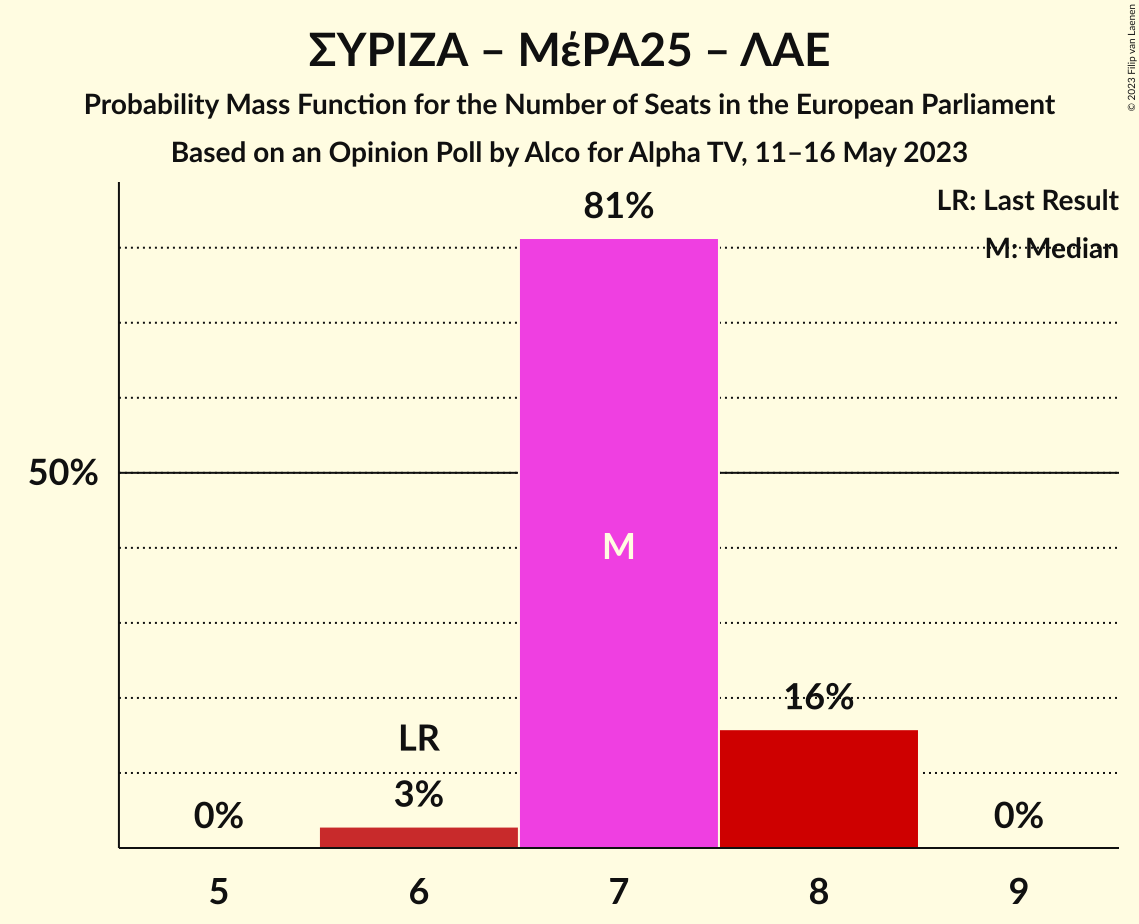 ΣΥΡΙΖΑ – ΜέΡΑ25 – ΛΑΕ
Probability Mass Function for the Number of Seats in the European Parliament
Based on an Opinion Poll by Alco for Alpha TV, 11–16 May 2023
© 2023 Filip van Laenen
LR: Last Result
M: Median
81%
50%
M
16%
LR
3%
0%
0%
5 6 7 8 9